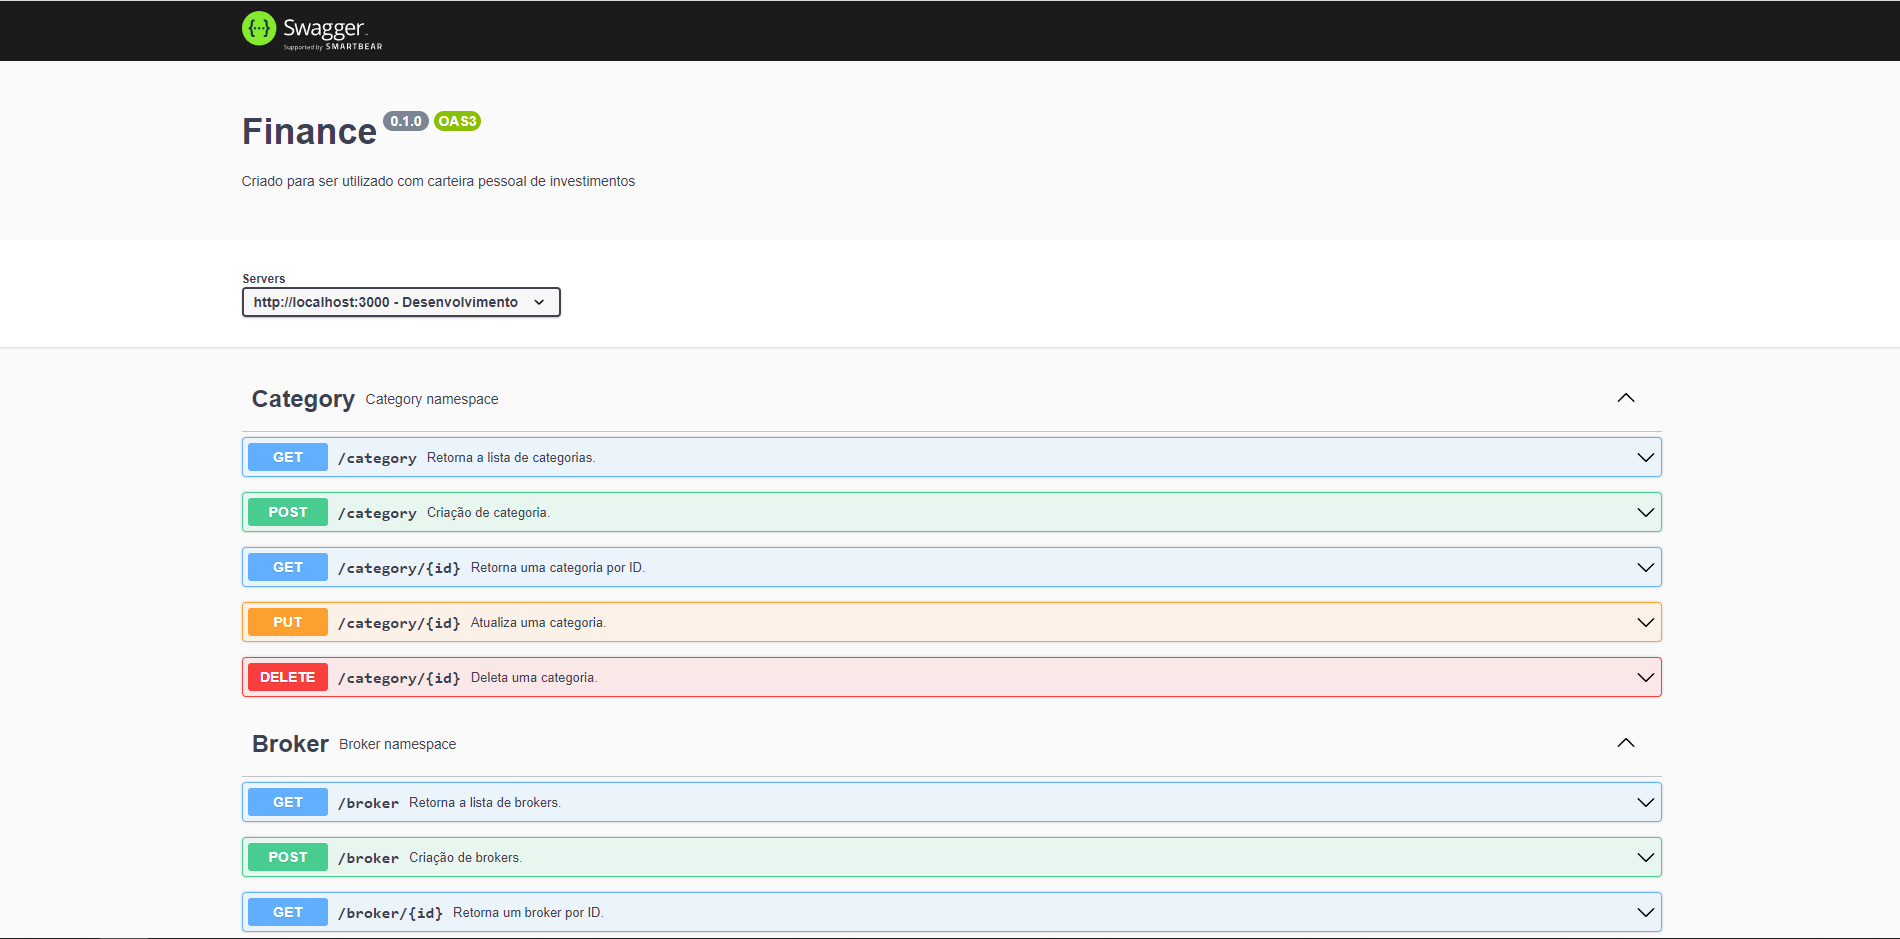 Swagger
Supported by SMARTBEAR
Finance 0.1.0 OAS3
Criado para ser utilizado com carteira pessoal de investimentos
Servers
http://localhost:3000 - Desenvolvimento
Category Category namespace
GET /category Retorna a lista de categorias.
POST /category Criação de categoria.
GET /category/{id} Retorna uma categoria por ID.
PUT /category/{id} Atualiza uma categoria.
DELETE /category/{id} Deleta uma categoria.
Broker Broker namespace
GET /broker Retorna a lista de brokers.
POST /broker Criação de brokers.
GET /broker/{id} Retorna um broker por ID.